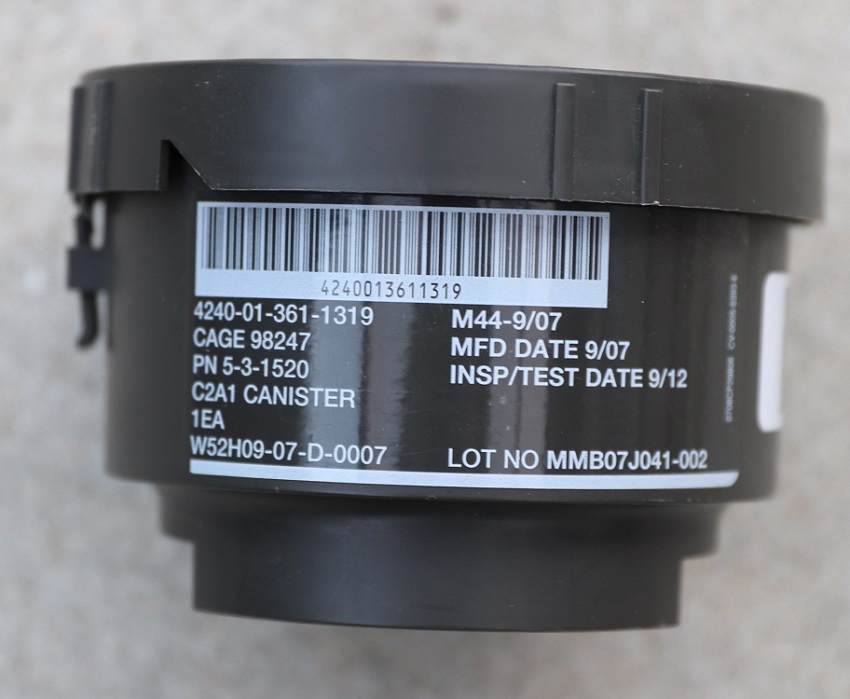 4240013611319
4240-01-361-1319
CAGE 98247
PN 5-3-1520
C2A1 CANISTER
1EA
W52H09-07-D-0007
M44-9/07
MFD DATE 9/07
INSP/TEST DATE 9/12
LOT NO MMB07J041-002